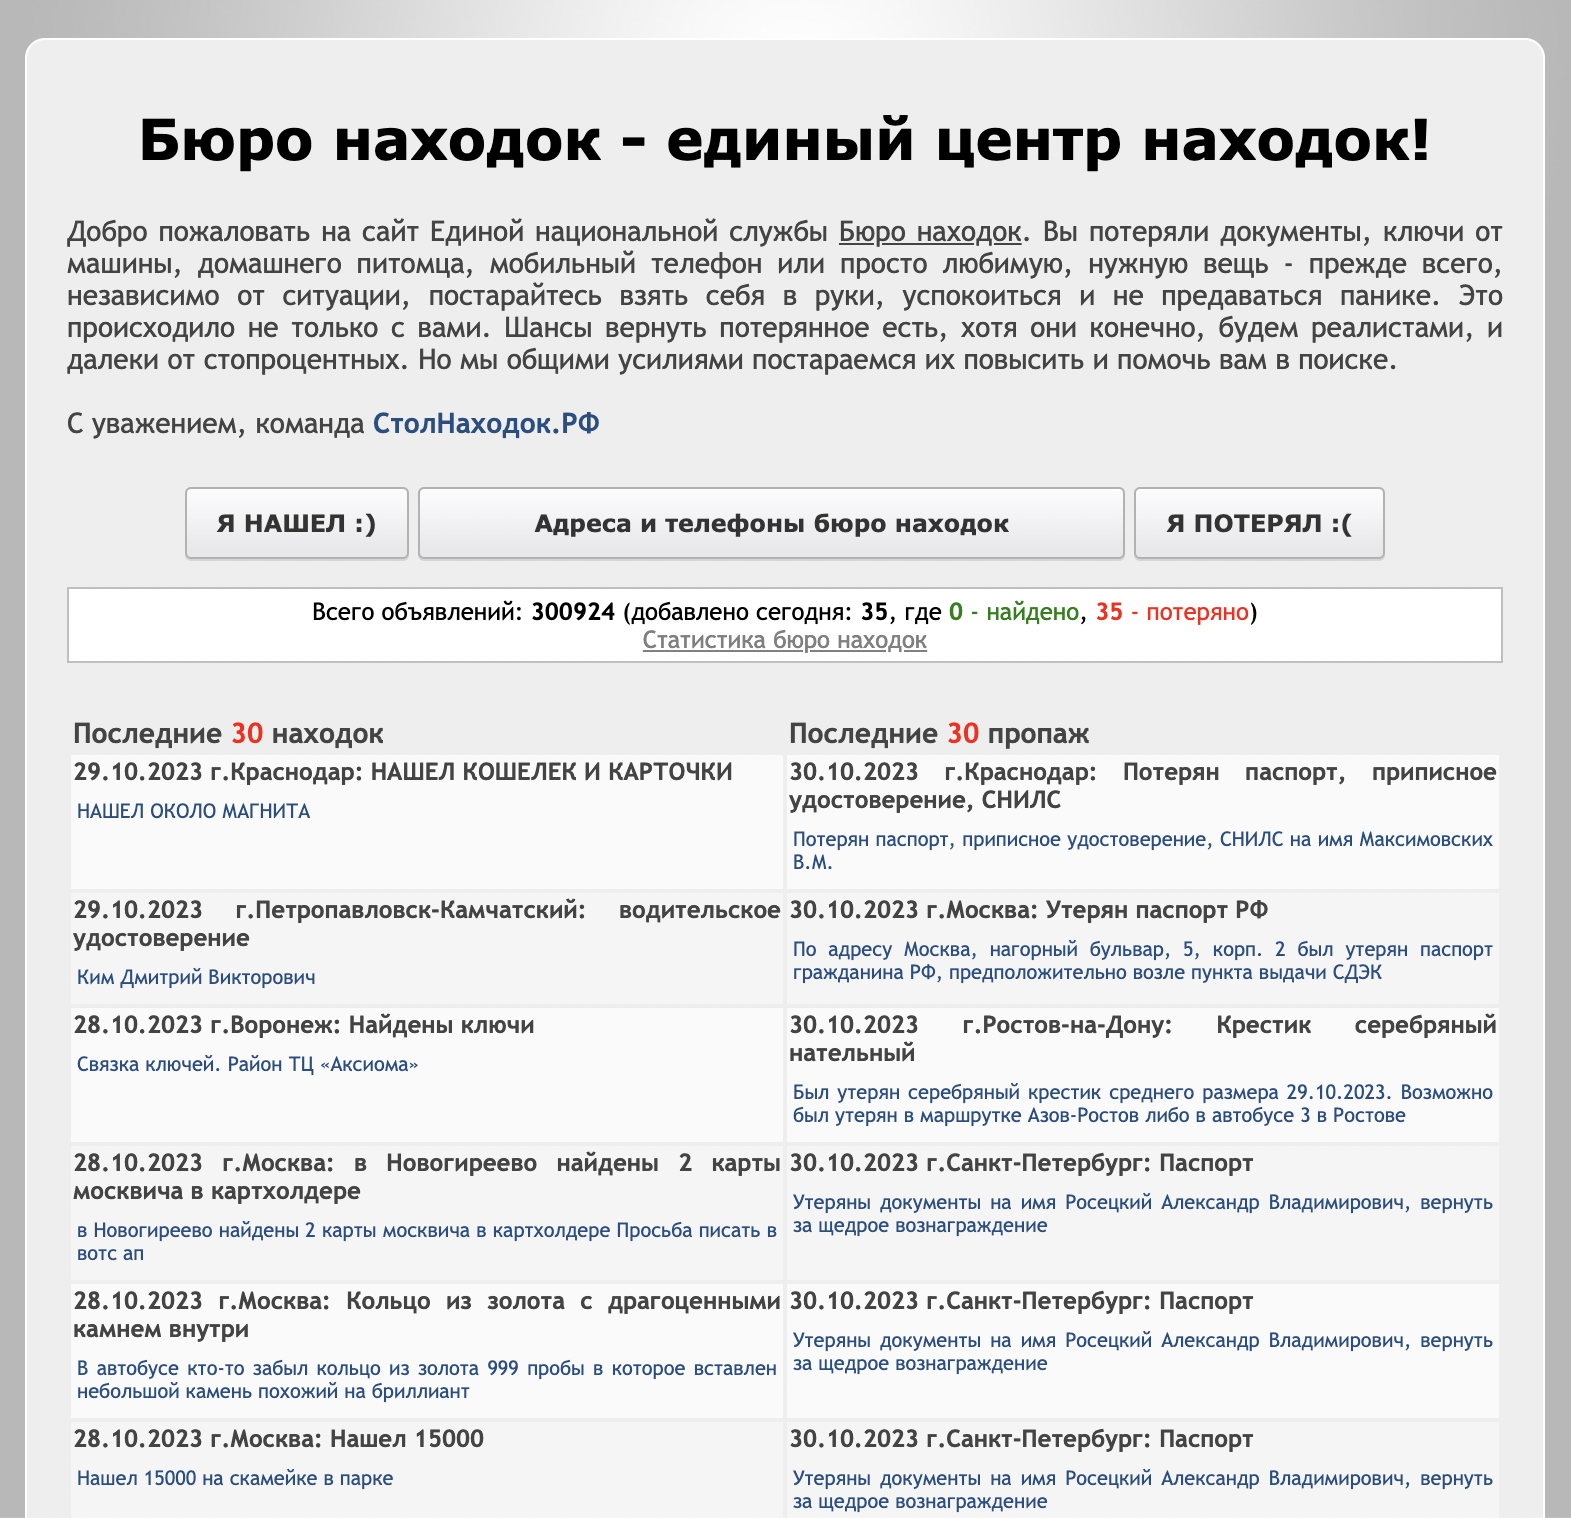 Бюро находок - единый центр находок!
Добро пожаловать на сайт Единой национальной службы Бюро находок. Вы потеряли документы, ключи от
машины, домашнего питомца, мобильный телефон или просто любимую, нужную вещь - прежде всего,
независимо от ситуации, постарайтесь взять себя в руки, успокоиться и не предаваться панике. Это
происходило не только с вами. Шансы вернуть потерянное есть, хотя они конечно, будем реалистами, и
далеки от стопроцентных. Но мы общими усилиями постараемся их повысить и помочь вам в поиске.
С уважением, команда СтолНаходок.РФ
Я НАШЕЛ :)
Адреса и телефоны бюро находок
Я ПОТЕРЯЛ :(
Всего объявлений: 300924 (добавлено сегодня: 35, где 0 - найдено, 35 - потеряно)
Статистика бюро находок
Последние 30 находок
29.10.2023 г.Краснодар: НАШЕЛ КОШЕЛЕК И КАРТОЧКИ
НАШЕЛ ОКОЛО МАГНИТА
29.10.2023 г.Петропавловск-Камчатский: водительское
удостоверение
Ким Дмитрий Викторович
28.10.2023 г.Воронеж: Найдены ключи
Связка ключей. Район ТЦ «Аксиома»
28.10.2023 г.Москва: в Новогиреево найдены 2 карты
москвича в картхолдере
в Новогиреево найдены 2 карты москвича в картхолдере Просьба писать в
вотс ап
28.10.2023 г.Москва: Кольцо из золота с драгоценными
камнем внутри
В автобусе кто-то забыл кольцо из золота 999 пробы в которое вставлен
небольшой камень похожий на бриллиант
28.10.2023 г.Москва: Нашел 15000
Нашел 15000 на скамейке в парке
Последние 30 пропаж
30.10.2023 г.Краснодар: Потерян паспорт, приписное
удостоверение, СНИЛС
Потерян паспорт, приписное удостоверение, СНИЛС на имя Максимовских
В.М.
30.10.2023 г.Москва: Утерян паспорт РФ
По адресу Москва, нагорный бульвар, 5, корп. 2 был утерян паспорт
гражданина РФ, предположительно возле пункта выдачи СДЭК
30.10.2023 г.Ростов-на-Дону: Крестик серебряный
нательный
Был утерян серебряный крестик среднего размера 29.10.2023. Возможно
был утерян в маршрутке Азов-Ростов либо в автобусе 3 в Ростове
30.10.2023 г.Санкт-Петербург: Паспорт
Утеряны документы на имя Росецкий Александр Владимирович, вернуть
за щедрое вознаграждение
30.10.2023 г.Санкт-Петербург: Паспорт
Утеряны документы на имя Росецкий Александр Владимирович, вернуть
за щедрое вознаграждение
30.10.2023 г.Санкт-Петербург: Паспорт
Утеряны документы на имя Росецкий Александр Владимирович, вернуть
за щедрое вознаграждение